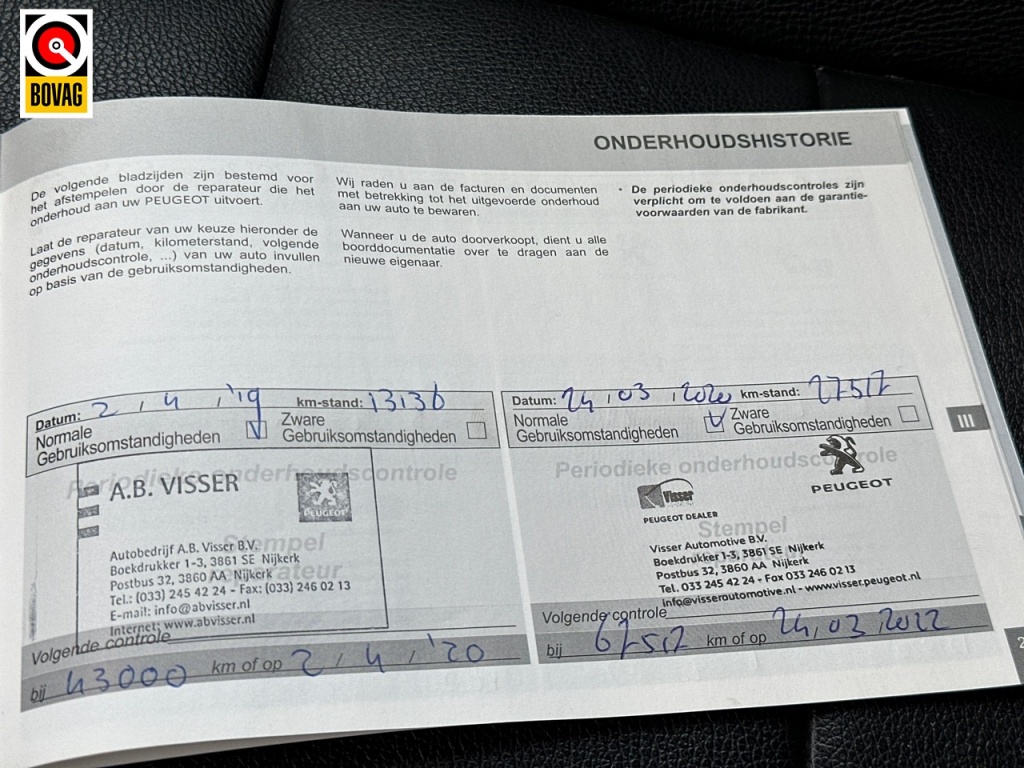 BOVAG
ONDERHOUDSHISTORIE
De volgende bladzijden zijn bestemd voor
het afstempelen door de reparateur die het
onderhoud aan uw PEUGEOT uitvoert.
Laat de reparateur van uw keuze hieronder de
gegevens (datum, kilometerstand, volgende
onderhoudscontrole, ...) van uw auto invullen
op basis van de gebruiksomstandigheden.
Wij raden u aan de facturen en documenten
met betrekking tot het uitgevoerde onderhoud
aan uw auto te bewaren.
Wanneer u de auto doorverkoopt, dient u alle
boorddocumentatie over te dragen aan de
nieuwe eigenaar.
• De periodieke onderhoudscontroles zijn
verplicht om te voldoen aan de garantie-
voorwaarden van de fabrikant.
III
Datum: 2 / 4 / '19 km-stand: 13136
Normale
Gebruiksomstandigheden
Zware
Gebruiksomstandigheden
Periodieke onderhoudscontrole
A.B. VISSER
PEUGEOT
Stempel
reparateur
Autobedrijf A.B. Visser B.V.
Boekdrukker 1-3, 3861 SE Nijkerk
Postbus 32, 3860 AA Nijkerk
Tel.: (033) 245 42 24 - Fax: (033) 246 02 13
E-mail: info@abvisser.nl
Internet: www.abvisser.nl
Volgende controle
bij 43000 km of op 2 / 4 / '20
Datum: 24 / 03 / 2020 km-stand: 27517
Normale
Gebruiksomstandigheden
Zware
Gebruiksomstandigheden
Periodieke onderhoudscontrole
PEUGEOT
Visser
PEUGEOT DEALER
Stempel
Visser Automotive B.V.
Boekdrukker 1-3, 3861 SE Nijkerk
Postbus 32, 3860 AA Nijkerk
Tel. 033 245 42 24 - Fax 033 246 02 13
info@visserautomotive.nl - www.visser.peugeot.nl
Volgende controle
bij 67517 km of op 24 / 03 / 2022
2